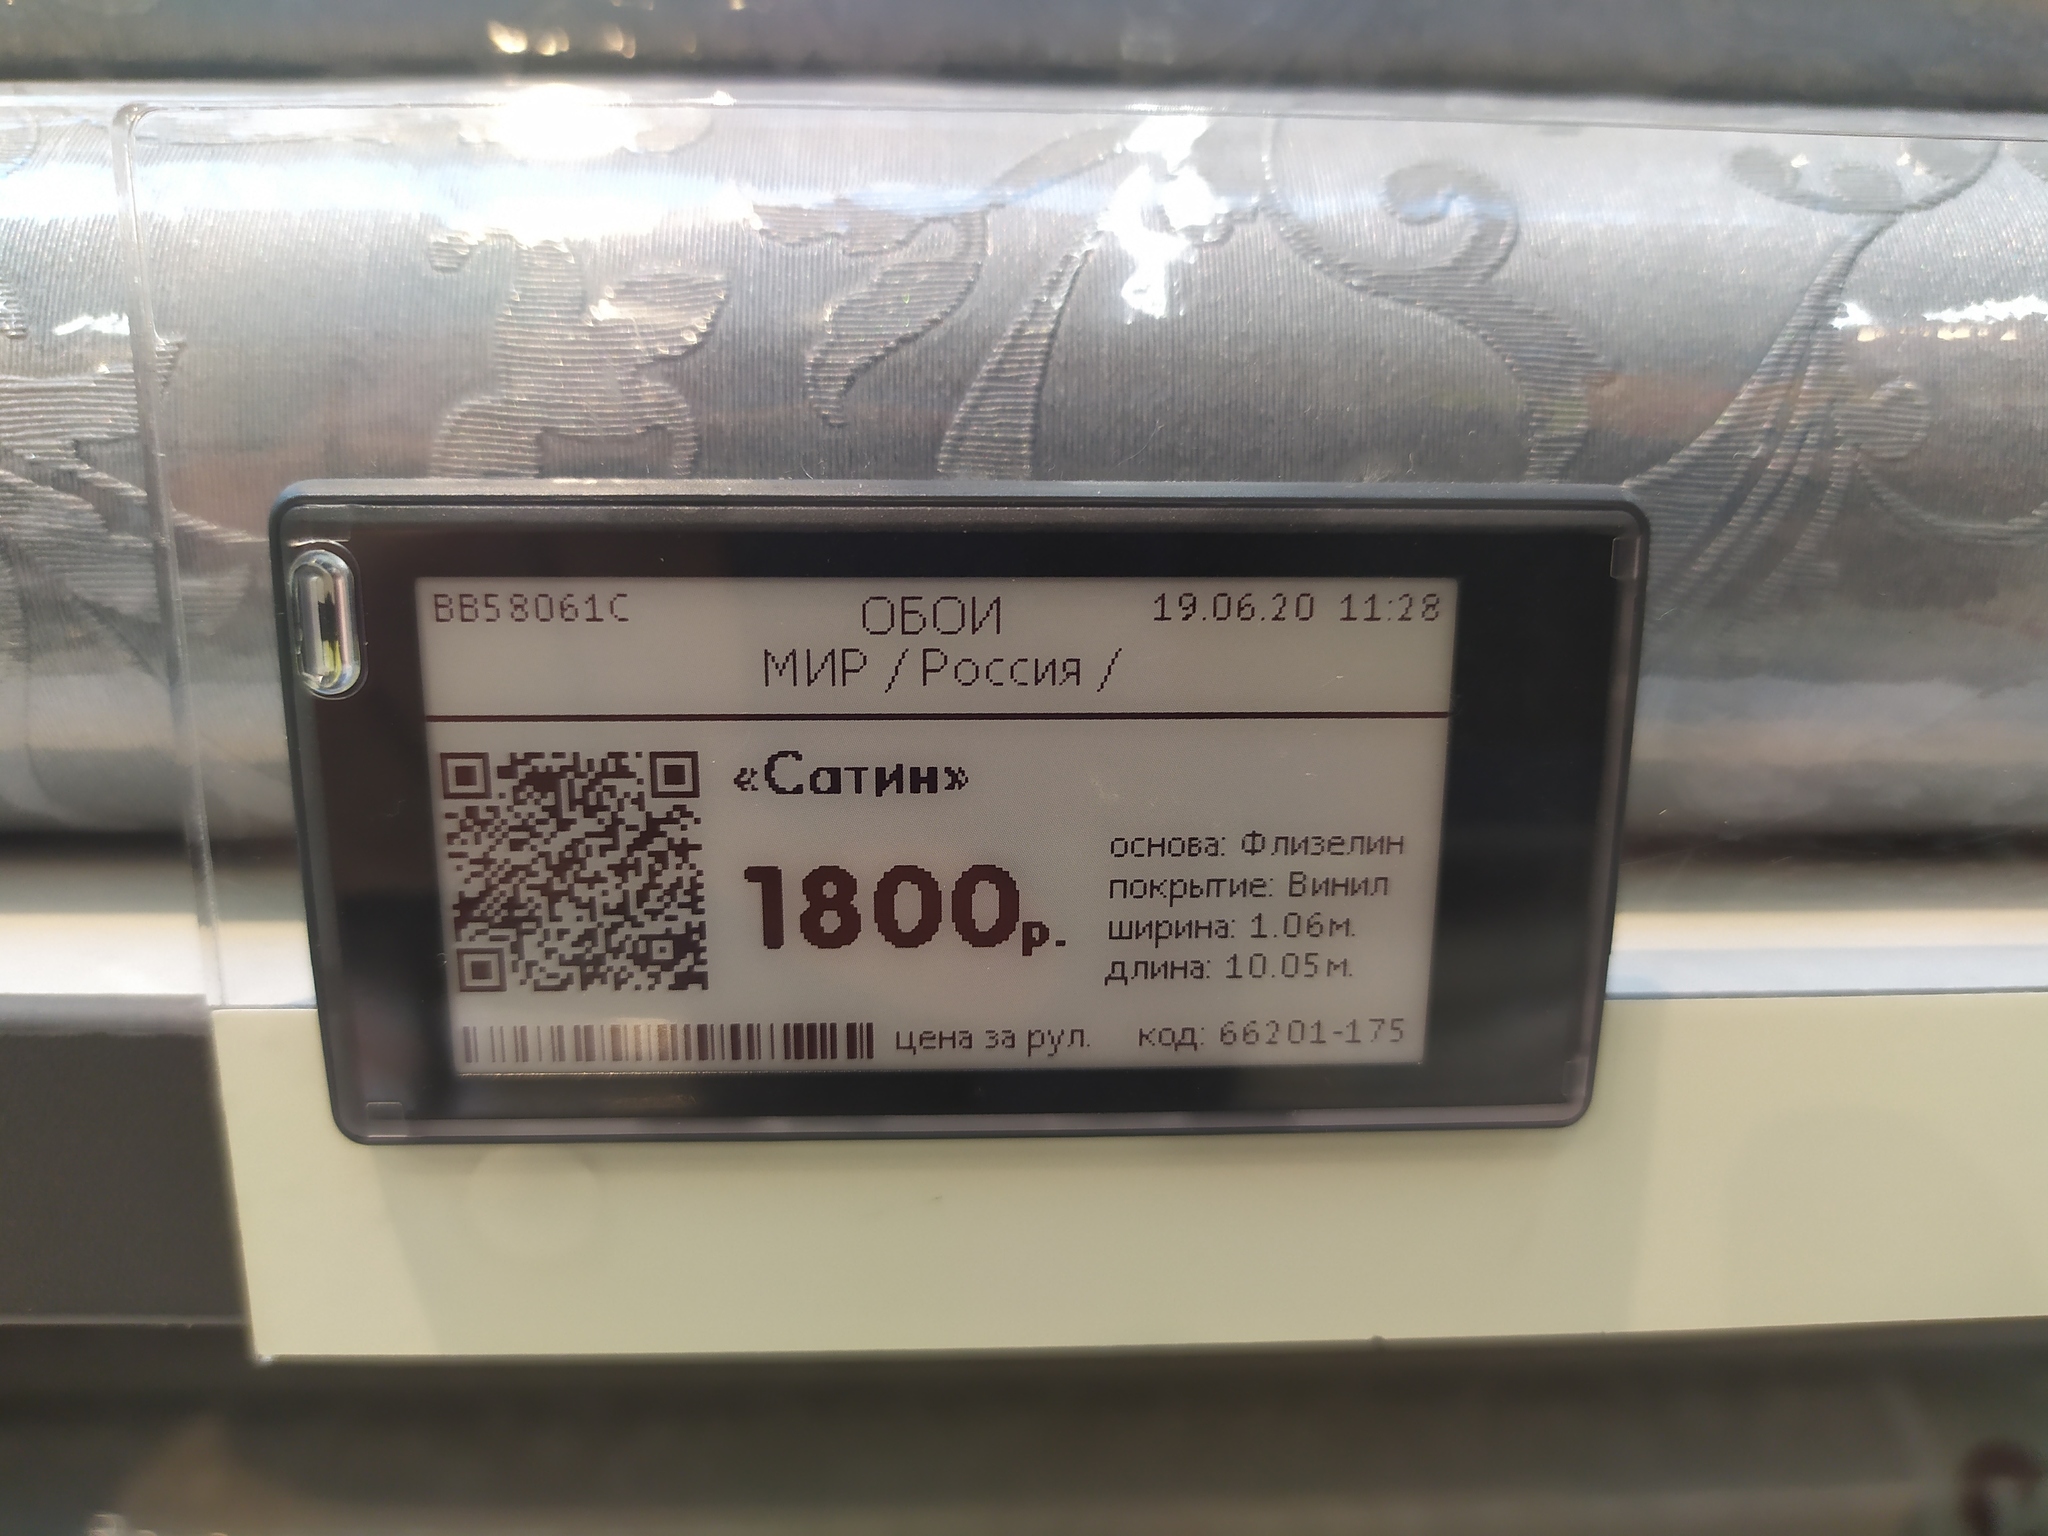 BB58061C
ОБОИ
19.06.20 11:28
МИР / Россия /
«Сатин»
1800р.
основа: Флизелин
покрытие: Винил
ширина: 1.06м.
длина: 10.05м.
цена за рул.
код: 66201-175